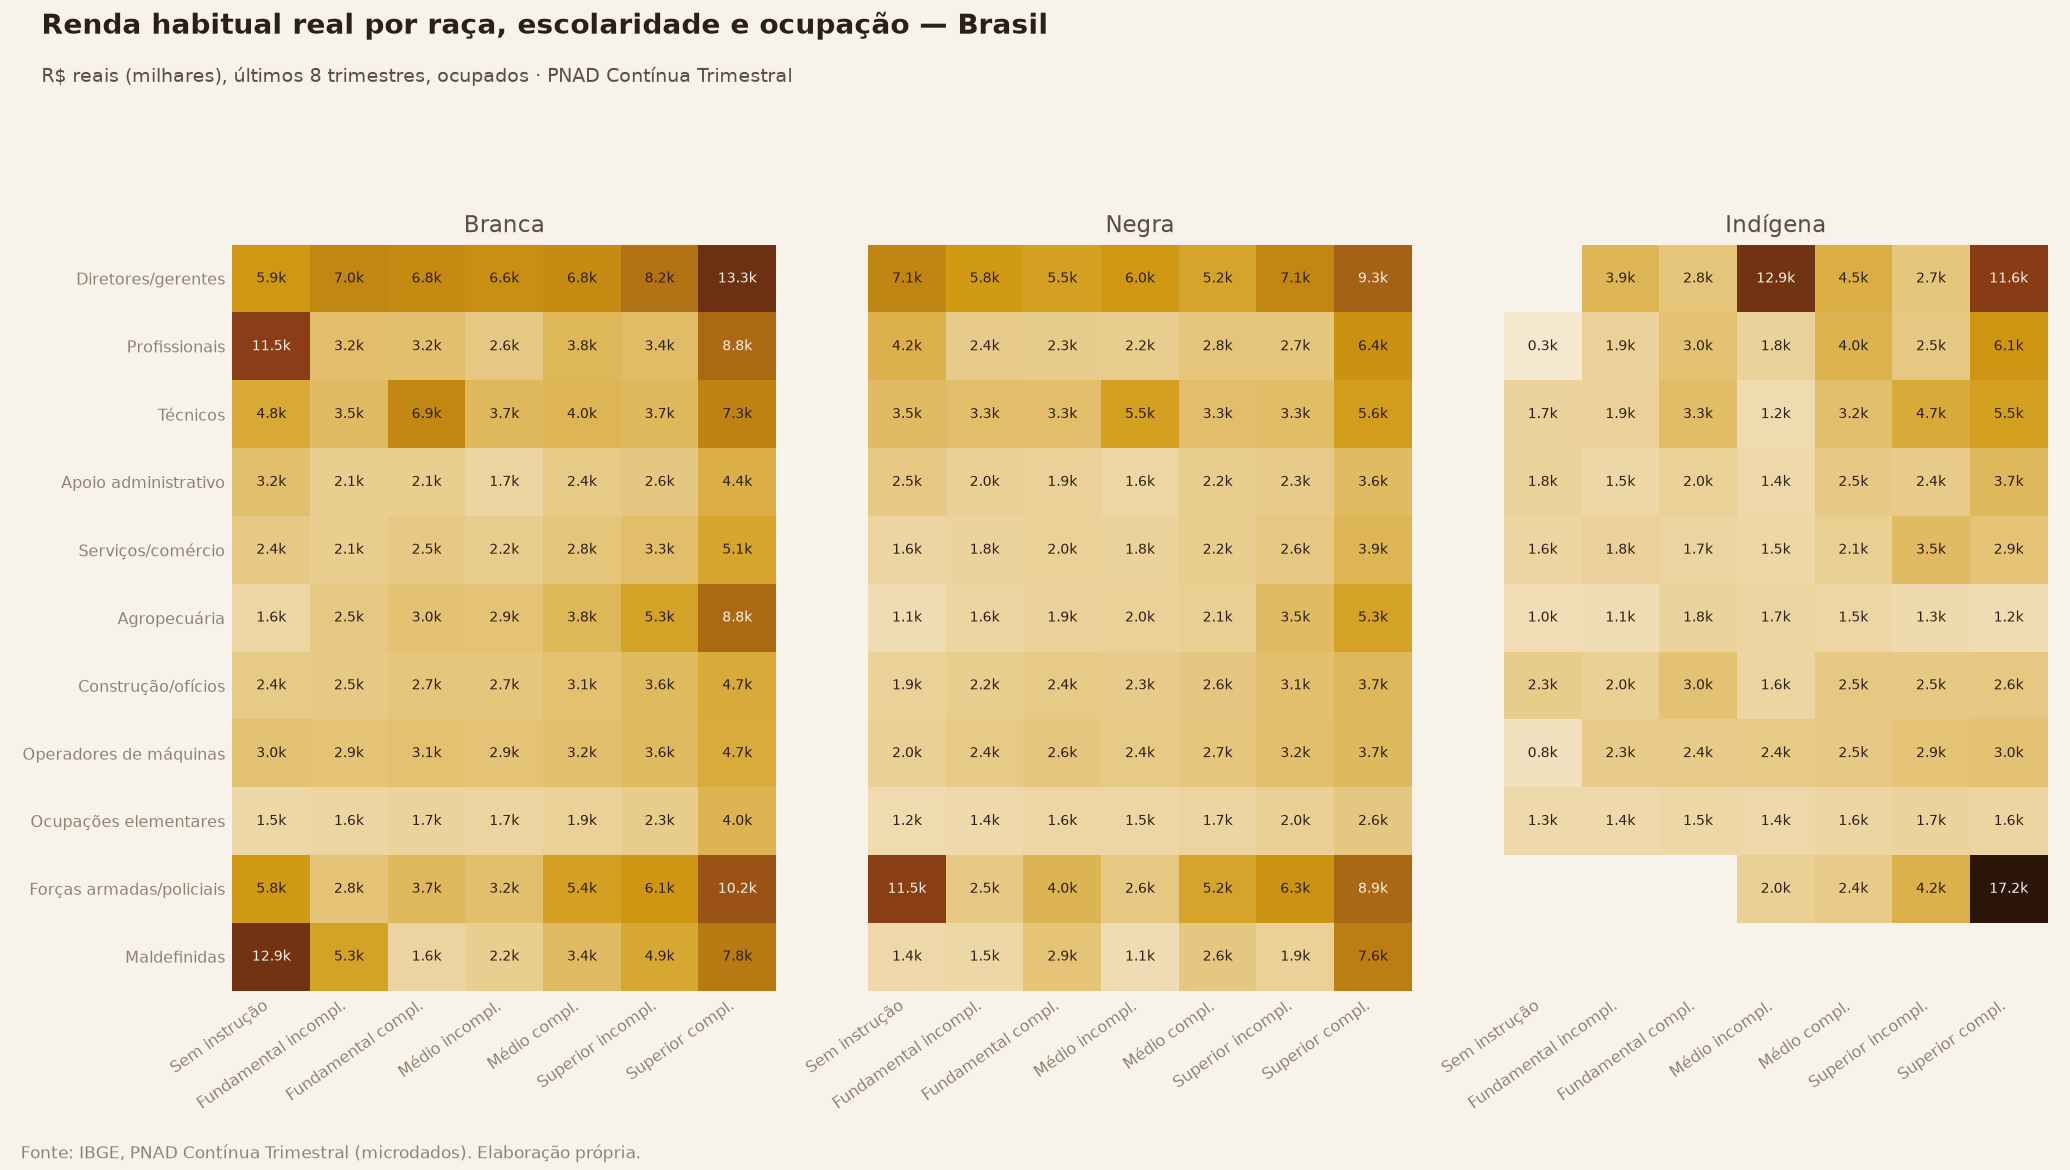 Renda habitual real por raça, escolaridade e ocupação — Brasil
R$ reais (milhares), últimos 8 trimestres, ocupados · PNAD Contínua Trimestral
Branca Negra Indígena
Diretores/gerentes 5.9k 7.0k 6.8k 6.6k 6.8k 8.2k 13.3k 7.1k 5.8k 5.5k 6.0k 5.2k 7.1k 9.3k 3.9k 2.8k 12.9k 4.5k 2.7k 11.6k
Profissionais 11.5k 3.2k 3.2k 2.6k 3.8k 3.4k 8.8k 4.2k 2.4k 2.3k 2.2k 2.8k 2.7k 6.4k 0.3k 1.9k 3.0k 1.8k 4.0k 2.5k 6.1k
Técnicos 4.8k 3.5k 6.9k 3.7k 4.0k 3.7k 7.3k 3.5k 3.3k 3.3k 5.5k 3.3k 3.3k 5.6k 1.7k 1.9k 3.3k 1.2k 3.2k 4.7k 5.5k
Apoio administrativo 3.2k 2.1k 2.1k 1.7k 2.4k 2.6k 4.4k 2.5k 2.0k 1.9k 1.6k 2.2k 2.3k 3.6k 1.8k 1.5k 2.0k 1.4k 2.5k 2.4k 3.7k
Serviços/comércio 2.4k 2.1k 2.5k 2.2k 2.8k 3.3k 5.1k 1.6k 1.8k 2.0k 1.8k 2.2k 2.6k 3.9k 1.6k 1.8k 1.7k 1.5k 2.1k 3.5k 2.9k
Agropecuária 1.6k 2.5k 3.0k 2.9k 3.8k 5.3k 8.8k 1.1k 1.6k 1.9k 2.0k 2.1k 3.5k 5.3k 1.0k 1.1k 1.8k 1.7k 1.5k 1.3k 1.2k
Construção/ofícios 2.4k 2.5k 2.7k 2.7k 3.1k 3.6k 4.7k 1.9k 2.2k 2.4k 2.3k 2.6k 3.1k 3.7k 2.3k 2.0k 3.0k 1.6k 2.5k 2.5k 2.6k
Operadores de máquinas 3.0k 2.9k 3.1k 2.9k 3.2k 3.6k 4.7k 2.0k 2.4k 2.6k 2.4k 2.7k 3.2k 3.7k 0.8k 2.3k 2.4k 2.4k 2.5k 2.9k 3.0k
Ocupações elementares 1.5k 1.6k 1.7k 1.7k 1.9k 2.3k 4.0k 1.2k 1.4k 1.6k 1.5k 1.7k 2.0k 2.6k 1.3k 1.4k 1.5k 1.4k 1.6k 1.7k 1.6k
Forças armadas/policiais 5.8k 2.8k 3.7k 3.2k 5.4k 6.1k 10.2k 11.5k 2.5k 4.0k 2.6k 5.2k 6.3k 8.9k 2.0k 2.4k 4.2k 17.2k
Maldefinidas 12.9k 5.3k 1.6k 2.2k 3.4k 4.9k 7.8k 1.4k 1.5k 2.9k 1.1k 2.6k 1.9k 7.6k
Sem instrução Fundamental incompl. Fundamental compl. Médio incompl. Médio compl. Superior incompl. Superior compl. Sem instrução Fundamental incompl. Fundamental compl. Médio incompl. Médio compl. Superior incompl. Superior compl. Sem instrução Fundamental incompl. Fundamental compl. Médio incompl. Médio compl. Superior incompl. Superior compl.
Fonte: IBGE, PNAD Contínua Trimestral (microdados). Elaboração própria.